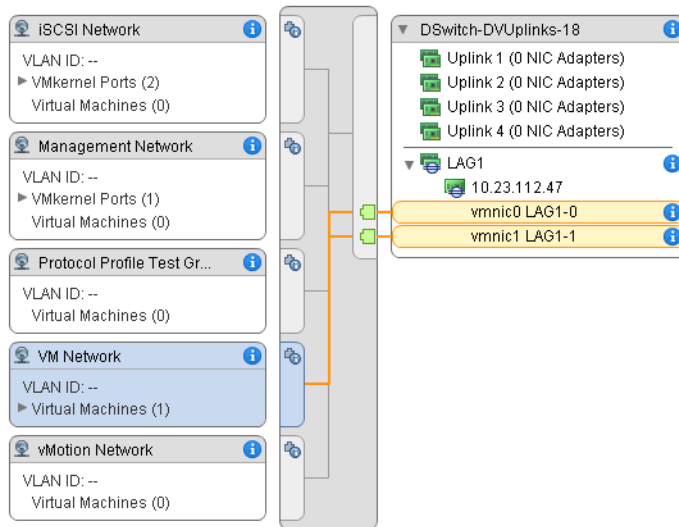 iSCSI Network
VLAN ID: --
VMkernel Ports (2)
Virtual Machines (0)
Management Network
VLAN ID: --
VMkernel Ports (1)
Virtual Machines (0)
Protocol Profile Test Gr...
VLAN ID: --
Virtual Machines (0)
VM Network
VLAN ID: --
Virtual Machines (1)
vMotion Network
VLAN ID: --
Virtual Machines (0)
DSwitch-DVUplinks-18
Uplink 1 (0 NIC Adapters)
Uplink 2 (0 NIC Adapters)
Uplink 3 (0 NIC Adapters)
Uplink 4 (0 NIC Adapters)
LAG1
10.23.112.47
vmnic0 LAG1-0
vmnic1 LAG1-1